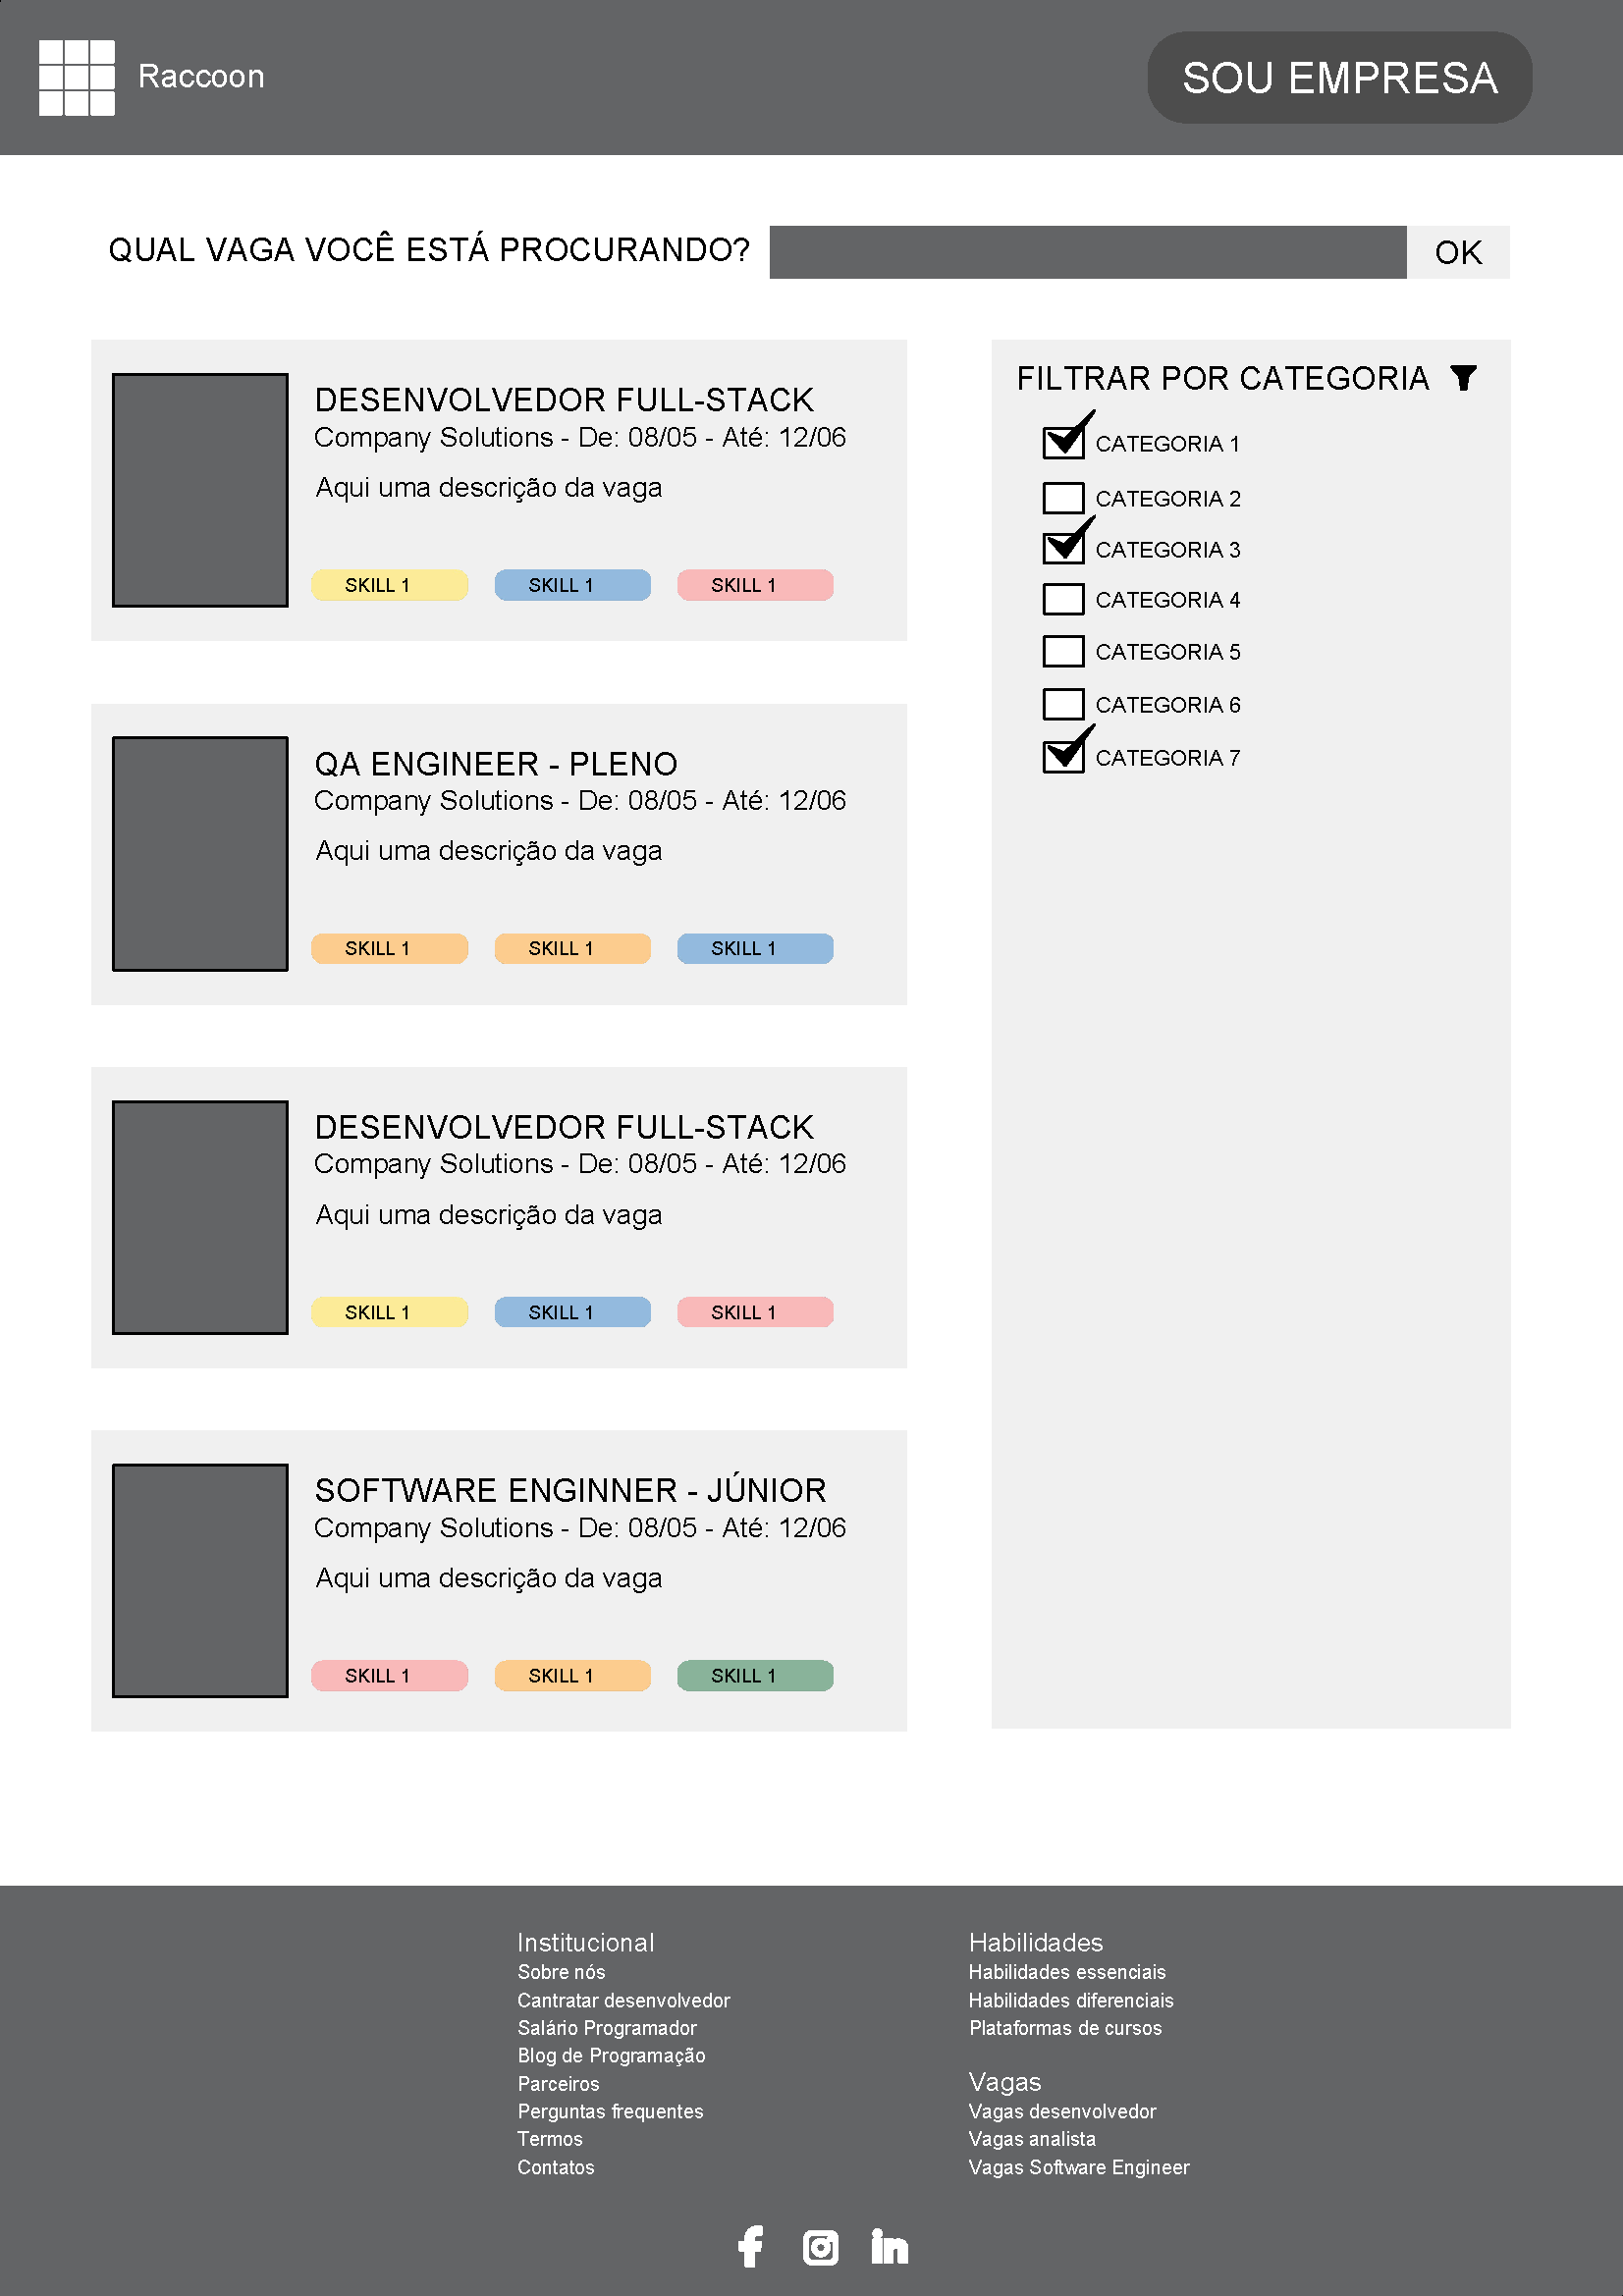 Raccoon
SOU EMPRESA
QUAL VAGA VOCÊ ESTÁ PROCURANDO?
OK
DESENVOLVEDOR FULL-STACK
Company Solutions - De: 08/05 - Até: 12/06
Aqui uma descrição da vaga
SKILL 1 SKILL 1 SKILL 1
QA ENGINEER - PLENO
Company Solutions - De: 08/05 - Até: 12/06
Aqui uma descrição da vaga
SKILL 1 SKILL 1 SKILL 1
DESENVOLVEDOR FULL-STACK
Company Solutions - De: 08/05 - Até: 12/06
Aqui uma descrição da vaga
SKILL 1 SKILL 1 SKILL 1
SOFTWARE ENGINNER - JÚNIOR
Company Solutions - De: 08/05 - Até: 12/06
Aqui uma descrição da vaga
SKILL 1 SKILL 1 SKILL 1
FILTRAR POR CATEGORIA
CATEGORIA 1
CATEGORIA 2
CATEGORIA 3
CATEGORIA 4
CATEGORIA 5
CATEGORIA 6
CATEGORIA 7
Institucional
Sobre nós
Cantratar desenvolvedor
Salário Programador
Blog de Programação
Parceiros
Perguntas frequentes
Termos
Contatos
Habilidades
Habilidades essenciais
Habilidades diferenciais
Plataformas de cursos
Vagas
Vagas desenvolvedor
Vagas analista
Vagas Software Engineer
f
in